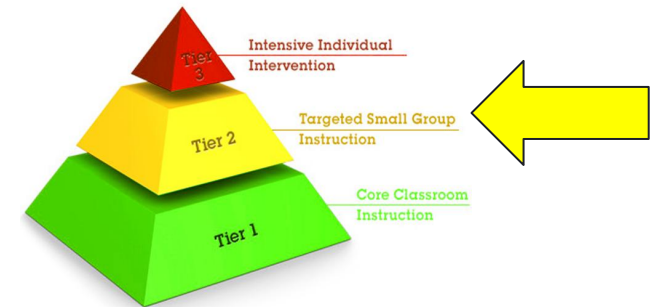 Tier
3
Intensive Individual
Intervention
Tier 2
Targeted Small Group
Instruction
Tier 1
Core Classroom
Instruction